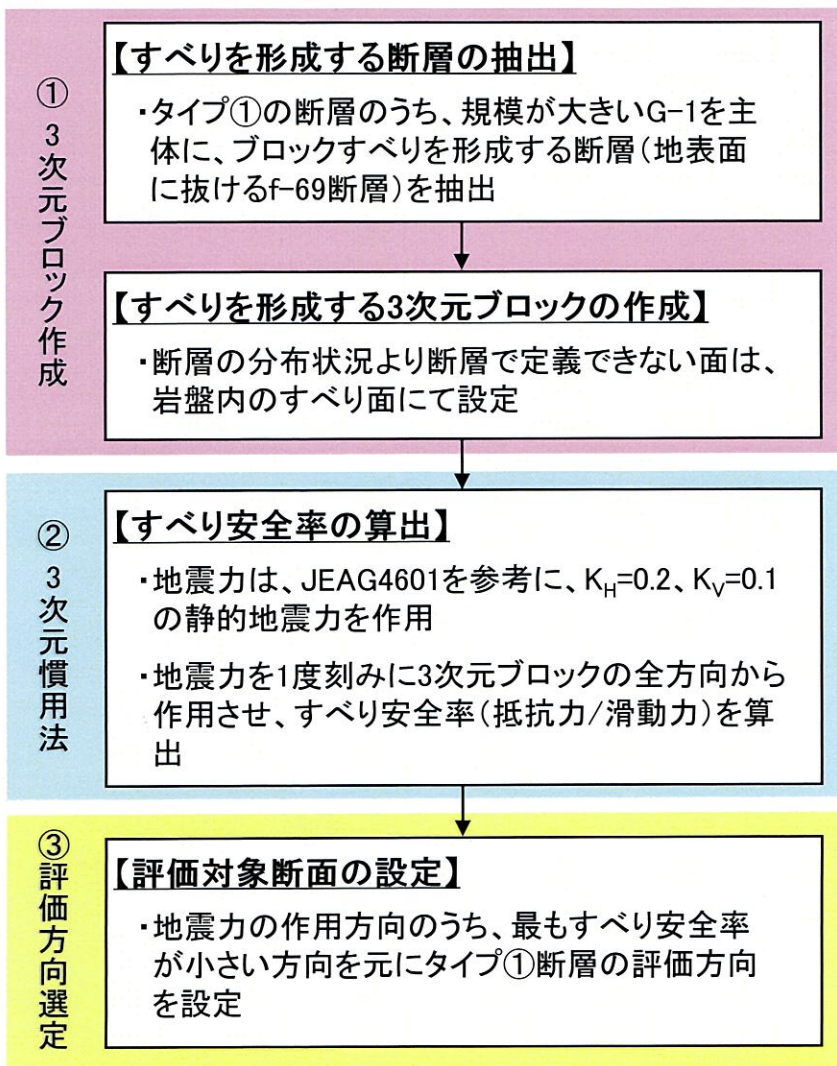 ①3次元ブロック作成
【すべりを形成する断層の抽出】
・タイプ①の断層のうち、規模が大きいG-1を主
体に、ブロックすべりを形成する断層(地表面
に抜けるf-69断層)を抽出
【すべりを形成する3次元ブロックの作成】
・断層の分布状況より断層で定義できない面は、
岩盤内のすべり面にて設定
②3次元慣用法
【すべり安全率の算出】
・地震力は、JEAG4601を参考に、KH=0.2、KV=0.1
の静的地震力を作用
・地震力を1度刻みに3次元ブロックの全方向から
作用させ、すべり安全率(抵抗力/滑動力)を算
出
③評価方向選定
【評価対象断面の設定】
・地震力の作用方向のうち、最もすべり安全率
が小さい方向を元にタイプ①断層の評価方向
を設定